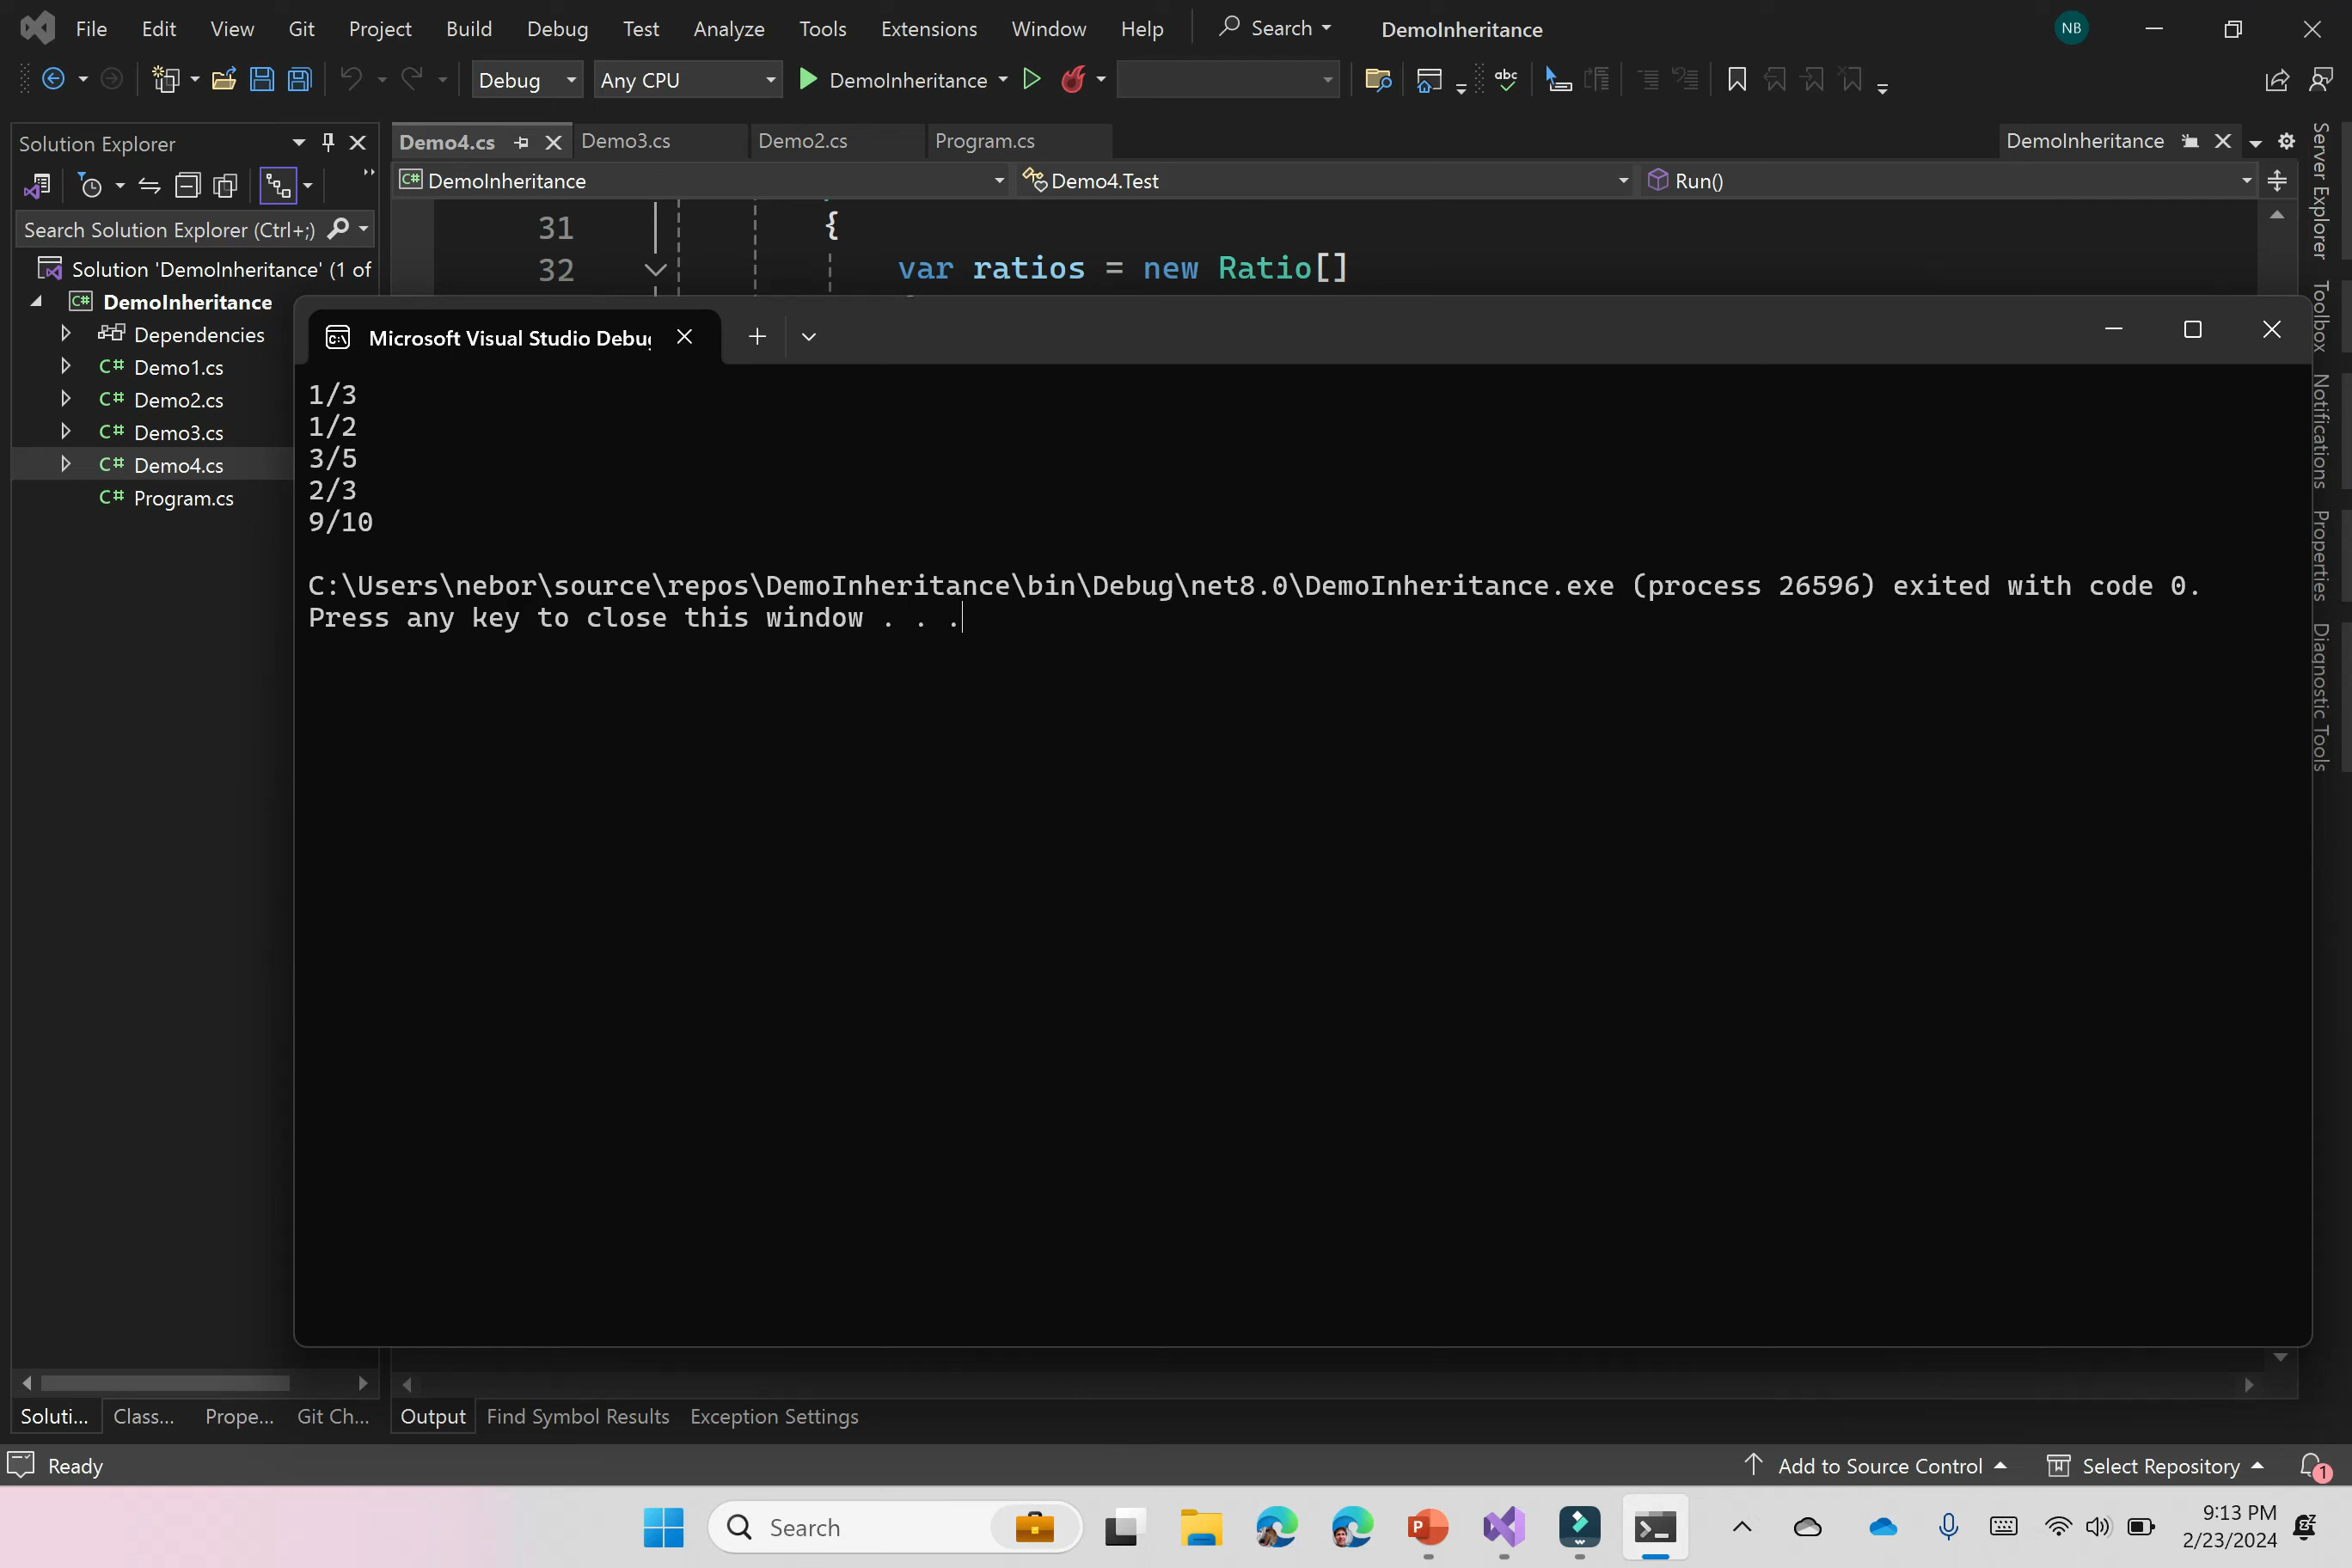 File Edit View Git Project Build Debug Test Analyze Tools Extensions Window Help Search DemoInheritance NB
Debug Any CPU DemoInheritance abc
Solution Explorer
Search Solution Explorer (Ctrl+;)
Solution 'DemoInheritance' (1 of
C# DemoInheritance
Dependencies
C# Demo1.cs
C# Demo2.cs
C# Demo3.cs
C# Demo4.cs
C# Program.cs
Demo4.cs Demo3.cs Demo2.cs Program.cs DemoInheritance
C# DemoInheritance Demo4.Test Run()
31 {
32 var ratios = new Ratio[]
Microsoft Visual Studio Debu
1/3
1/2
3/5
2/3
9/10
C:\Users\nebor\source\repos\DemoInheritance\bin\Debug\net8.0\DemoInheritance.exe (process 26596) exited with code 0.
Press any key to close this window . . .
Server Explorer
Toolbox
Notifications
Properties
Diagnostic Tools
Soluti... Class... Prope... Git Ch... Output Find Symbol Results Exception Settings
Ready Add to Source Control Select Repository 1
Search 9:13 PM
2/23/2024